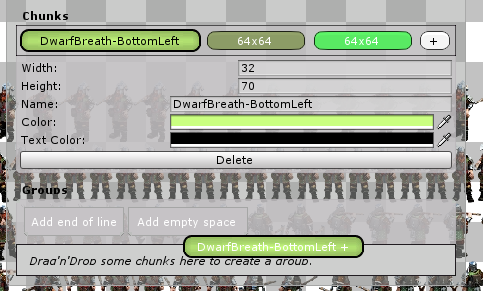 Chunks
DwarfBreath-BottomLeft 64x64 64x64 +
Width: 32
Height: 70
Name: DwarfBreath-BottomLeft
Color:
Text Color:
Delete
Groups
Add end of line Add empty space
DwarfBreath-BottomLeft +
Drag'n'Drop some chunks here to create a group.